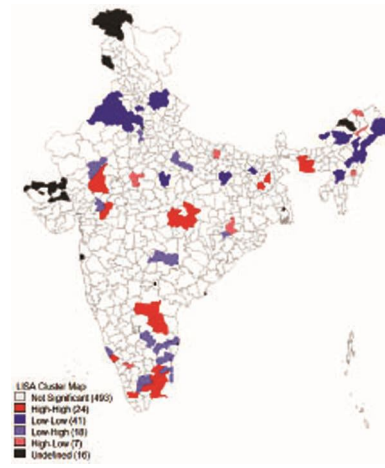 LISA Cluster Map
Not Significant (493)
High-High (24)
Low-Low (41)
Low-High (18)
High-Low (7)
Undefined (16)